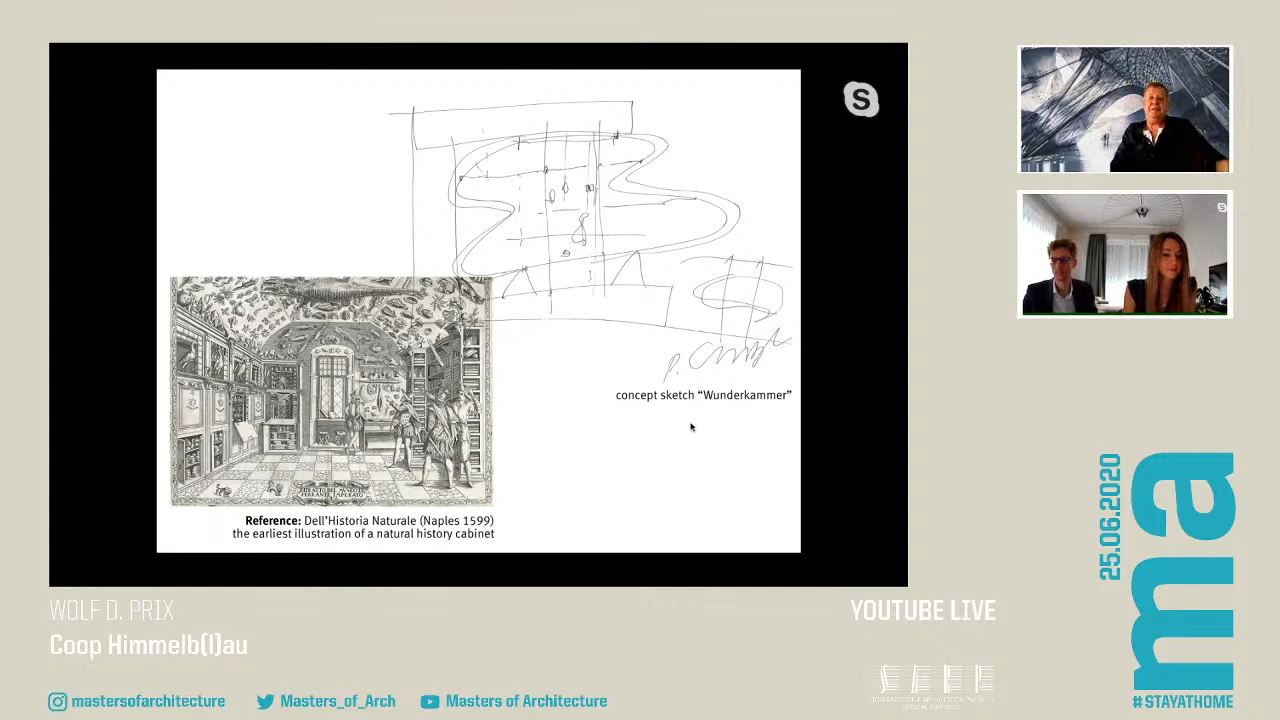 S
concept sketch “Wunderkammer”
Reference: Dell’Historia Naturale (Naples 1599)
the earliest illustration of a natural history cabinet
WOLF D. PRIX
Coop Himmelb(l)au
YOUTUBE LIVE
mastersofarchitecture
Masters_of_Arch
Masters of Architecture
25.06.2020
ma
#STAYATHOME